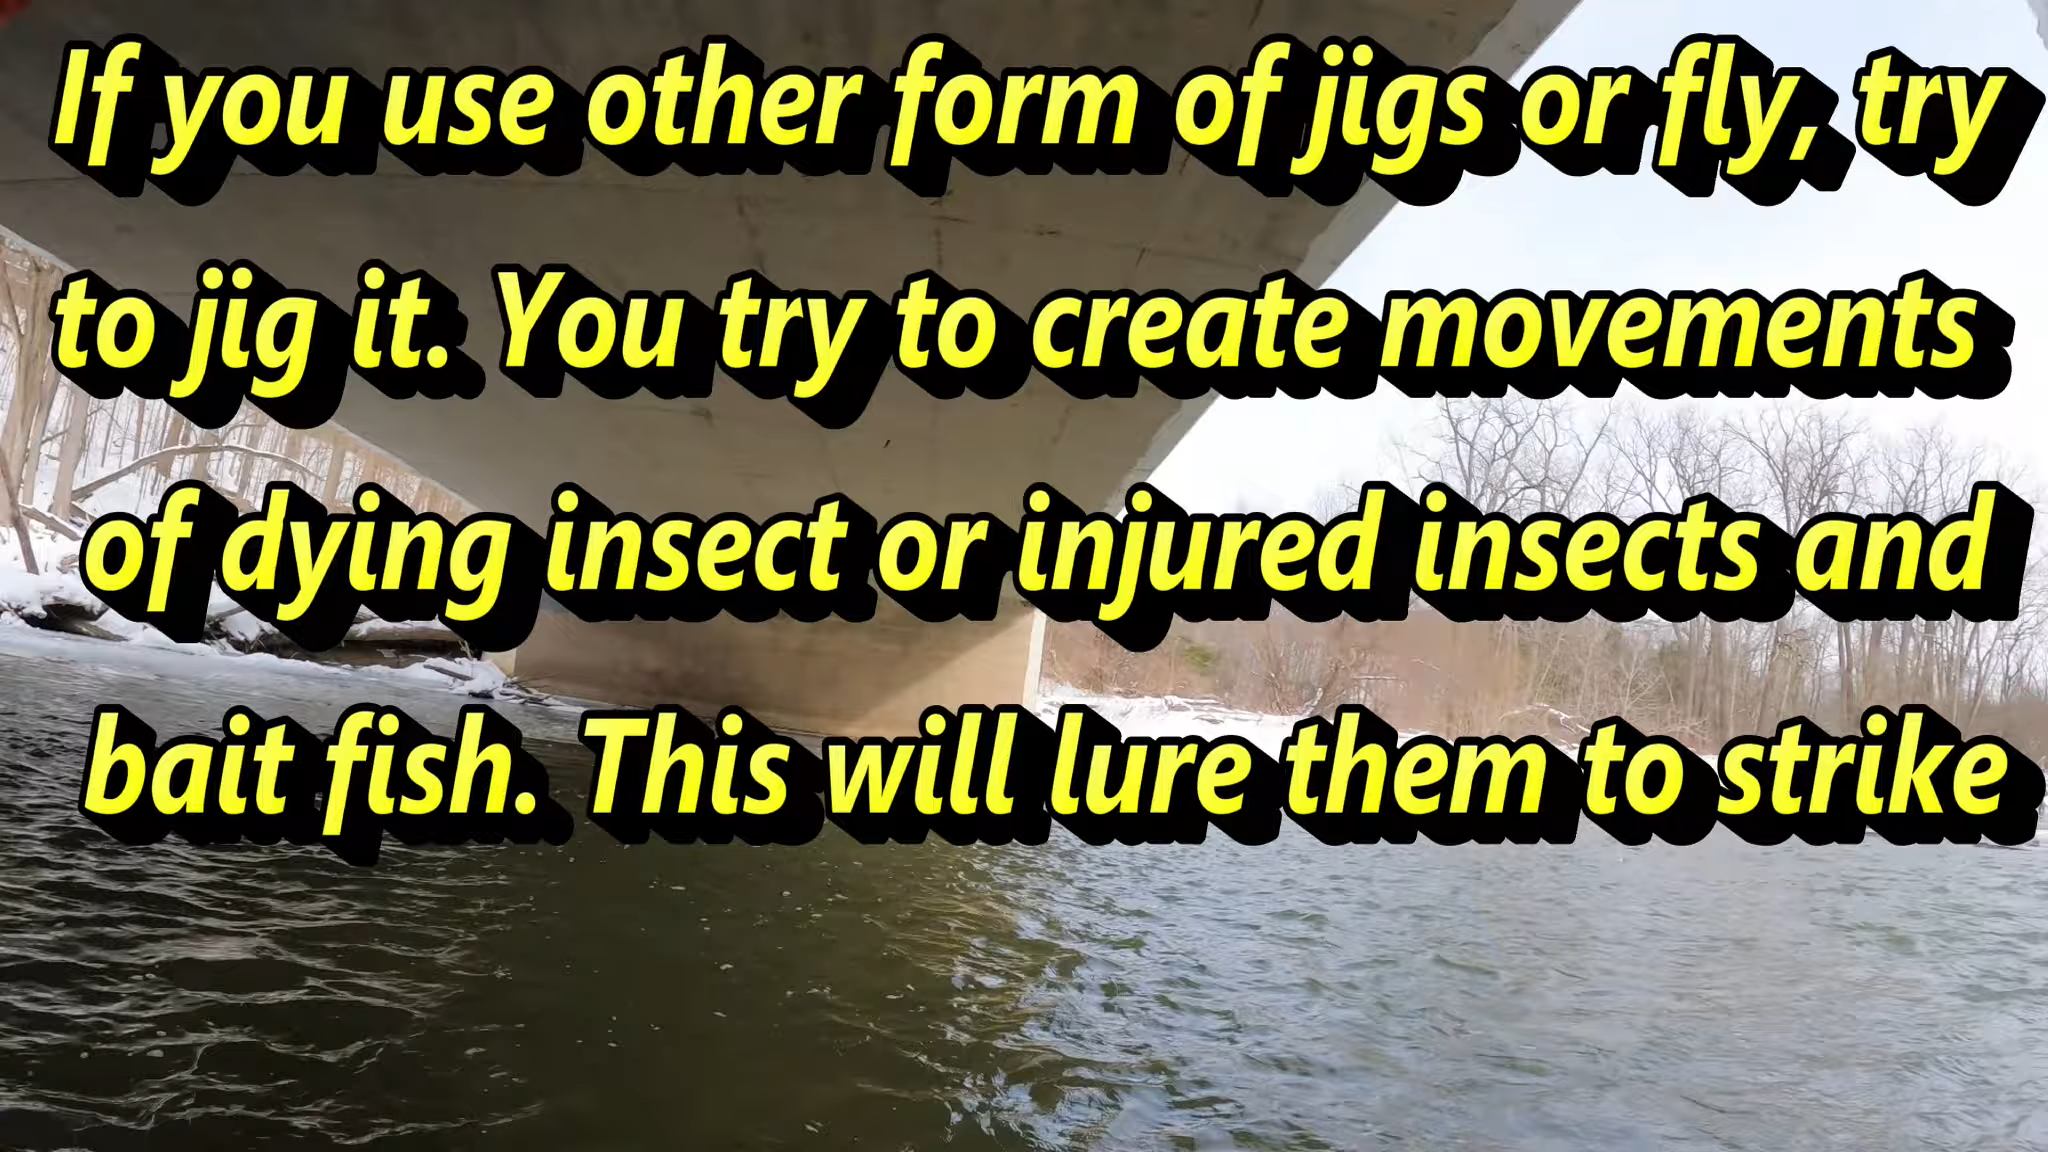 If you use other form of jigs or fly, try
to jig it. You try to create movements
of dying insect or injured insects and
bait fish. This will lure them to strike